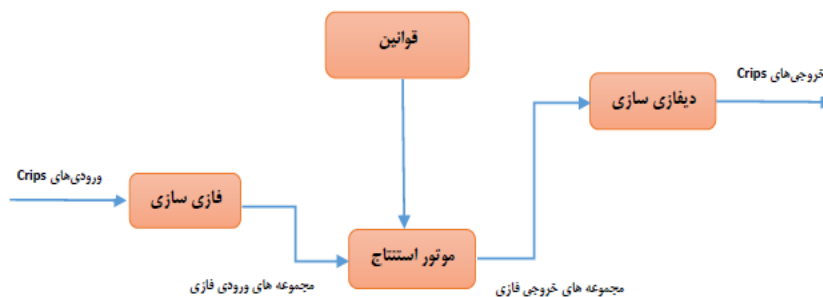 قوانین
خروجی‌های Crips
دیفازی سازی
ورودی‌های Crips
فازی سازی
موتور استنتاج
مجموعه های ورودی فازی
مجموعه های خروجی فازی